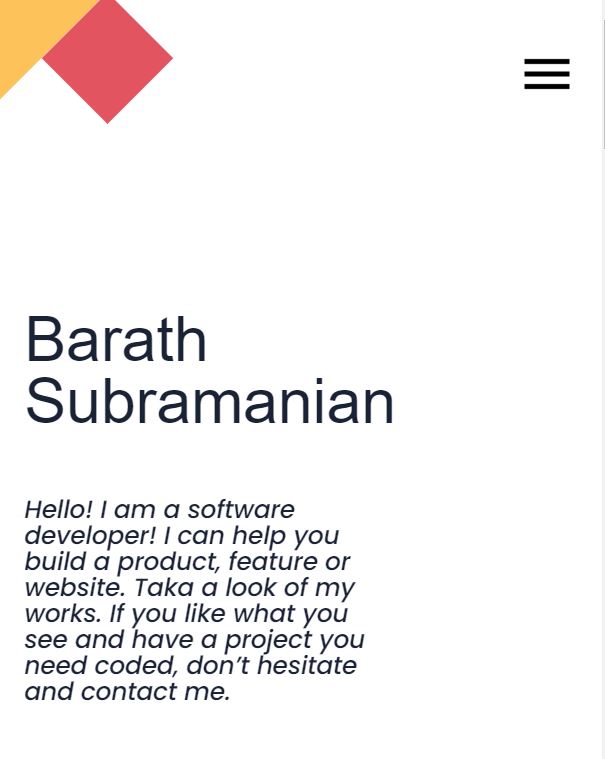 Barath
Subramanian
Hello! I am a software
developer! I can help you
build a product, feature or
website. Taka a look of my
works. If you like what you
see and have a project you
need coded, don’t hesitate
and contact me.